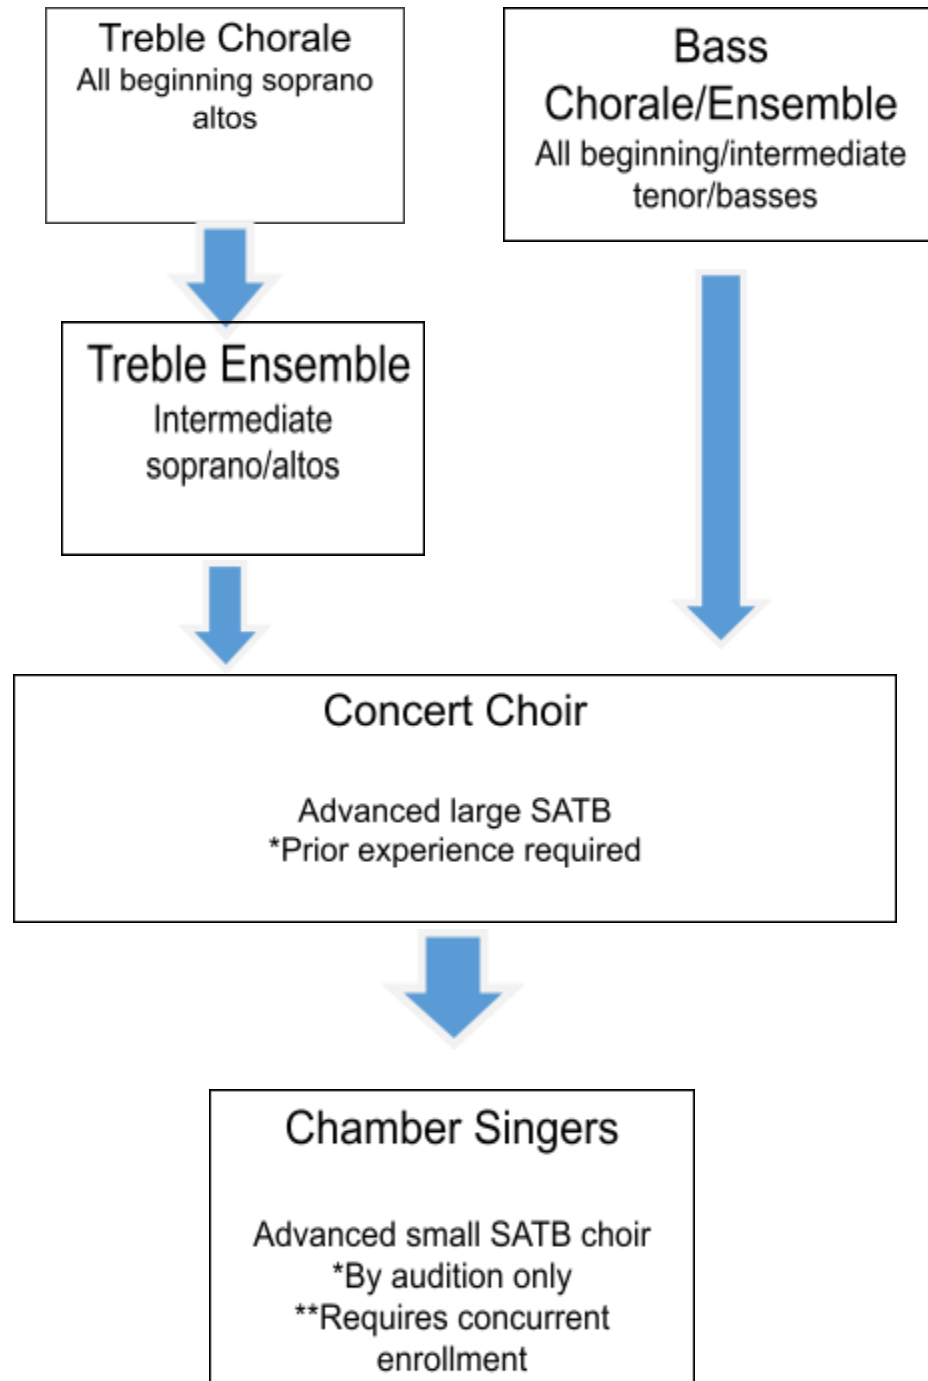 Treble Chorale
All beginning soprano
altos
Bass
Chorale/Ensemble
All beginning/intermediate
tenor/basses
Treble Ensemble
Intermediate
soprano/altos
Concert Choir
Advanced large SATB
*Prior experience required
Chamber Singers
Advanced small SATB choir
*By audition only
**Requires concurrent
enrollment